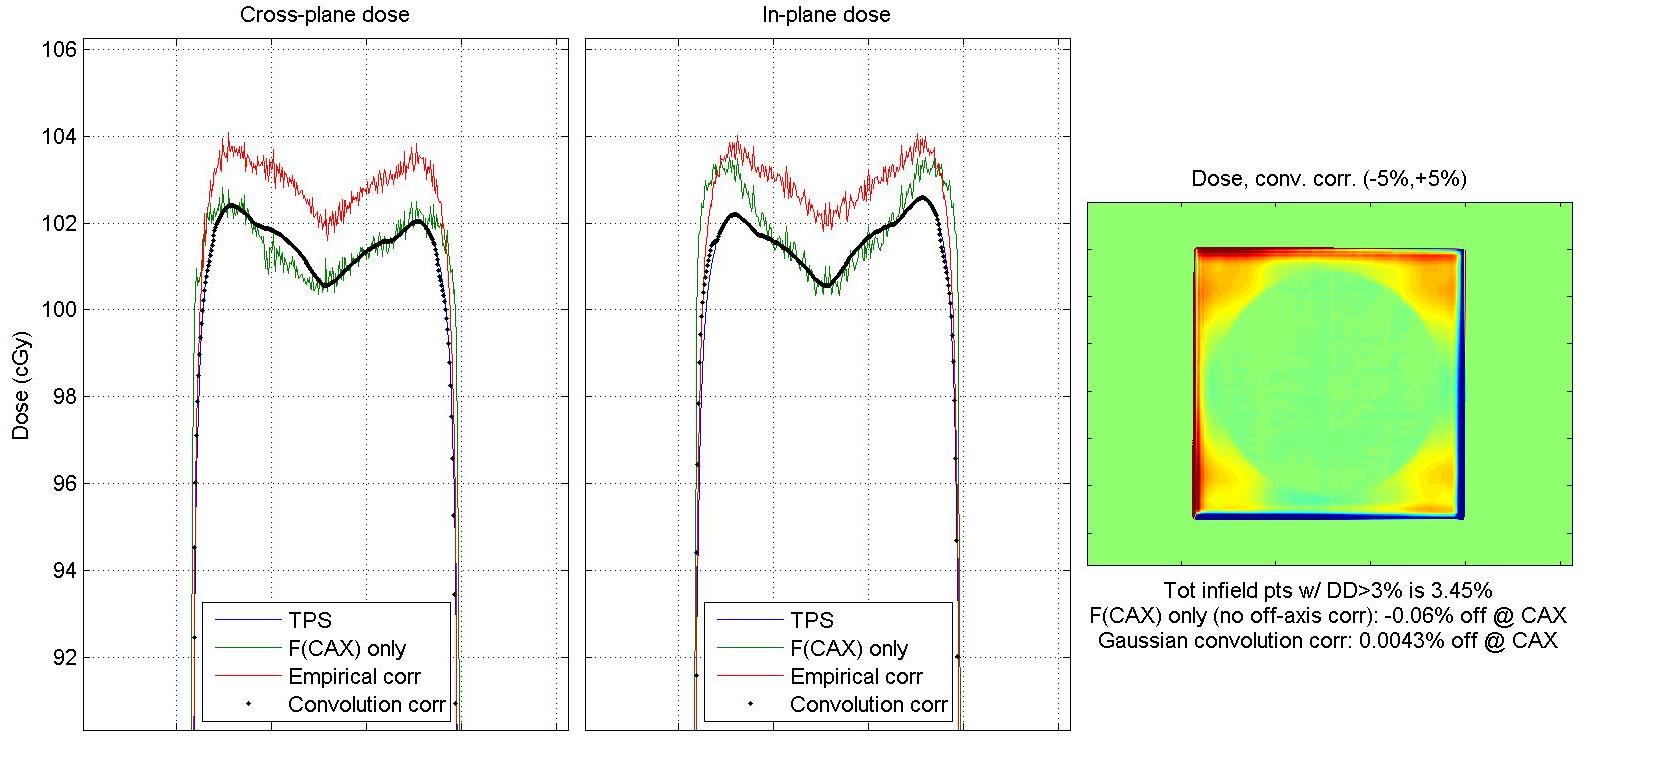 Cross-plane dose
In-plane dose
106
104
102
100
98
96
94
92
Dose (cGy)
TPS
F(CAX) only
Empirical corr
Convolution corr
TPS
F(CAX) only
Empirical corr
Convolution corr
Dose, conv. corr. (-5%,+5%)
Tot infield pts w/ DD>3% is 3.45%
F(CAX) only (no off-axis corr): -0.06% off @ CAX
Gaussian convolution corr: 0.0043% off @ CAX